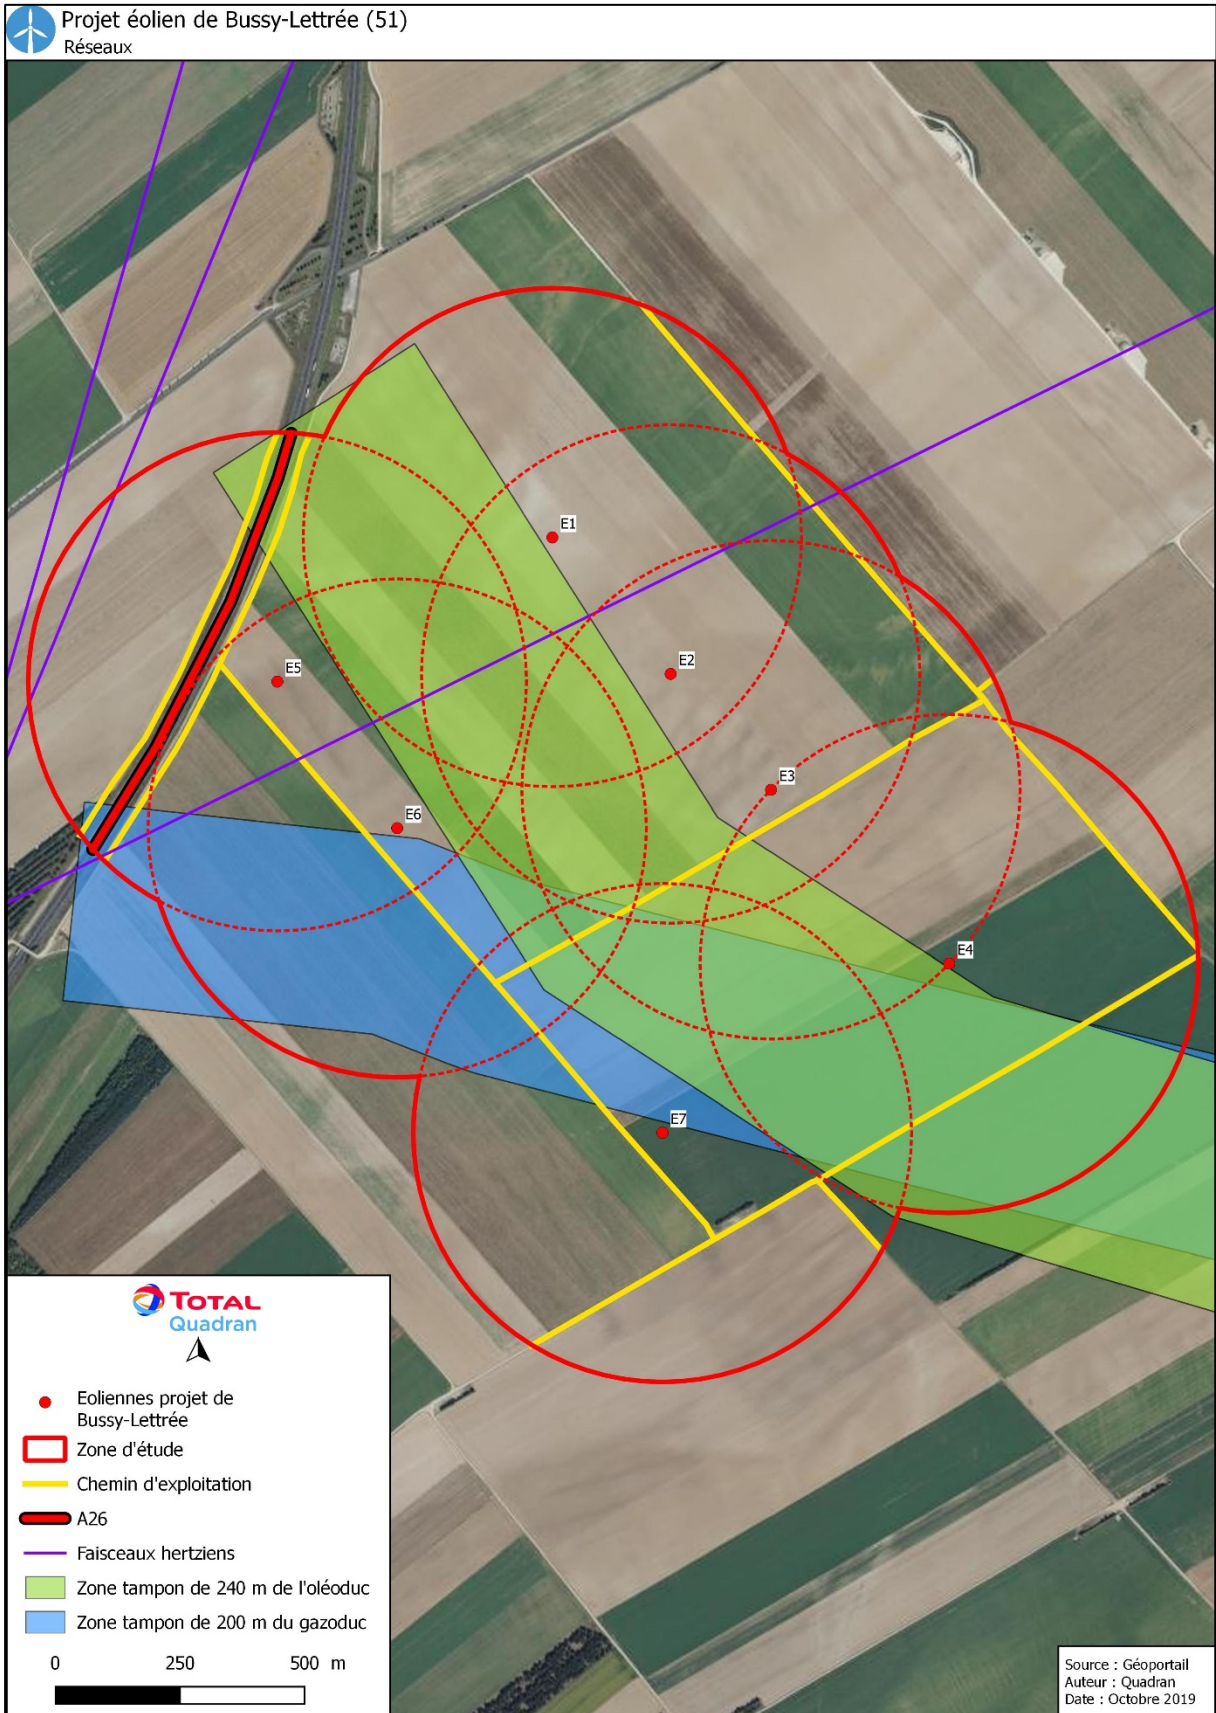 Projet éolien de Bussy-Lettrée (51)
Réseaux
E1
E2
E5
E3
E6
E4
E7
TOTAL
Quadran
Eoliennes projet de
Bussy-Lettrée
Zone d'étude
Chemin d'exploitation
A26
Faisceaux hertziens
Zone tampon de 240 m de l'oléoduc
Zone tampon de 200 m du gazoduc
0 250 500 m
Source : Géoportail
Auteur : Quadran
Date : Octobre 2019